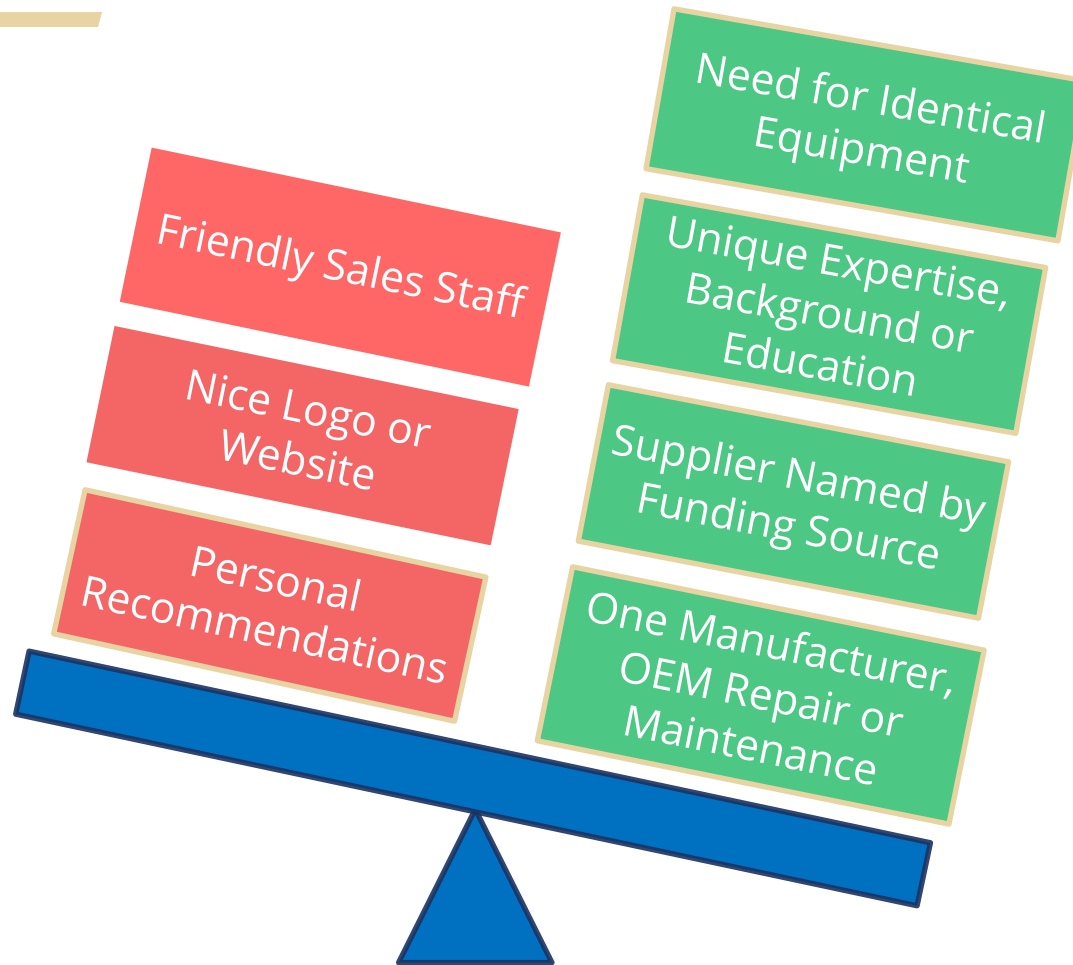 Friendly Sales Staff
Nice Logo or
Website
Personal
Recommendations
Need for Identical
Equipment
Unique Expertise,
Background or
Education
Supplier Named by
Funding Source
One Manufacturer,
OEM Repair or
Maintenance